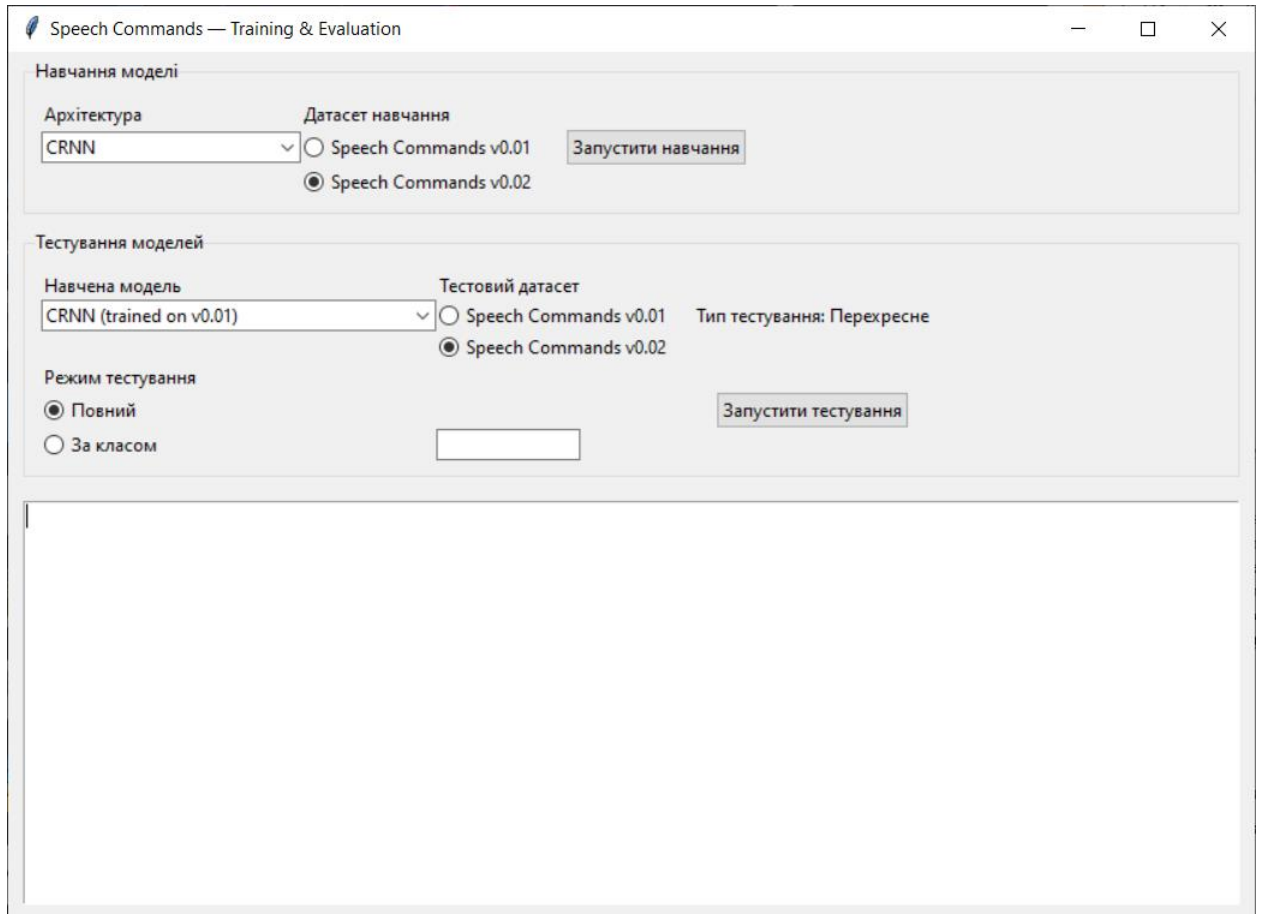 Speech Commands — Training & Evaluation
Навчання моделі
Архітектура Датасет навчання
CRNN Speech Commands v0.01 Запустити навчання
Speech Commands v0.02
Тестування моделей
Навчена модель Тестовий датасет
CRNN (trained on v0.01) Speech Commands v0.01 Тип тестування: Перехресне
Speech Commands v0.02
Режим тестування
Повний Запустити тестування
За класом